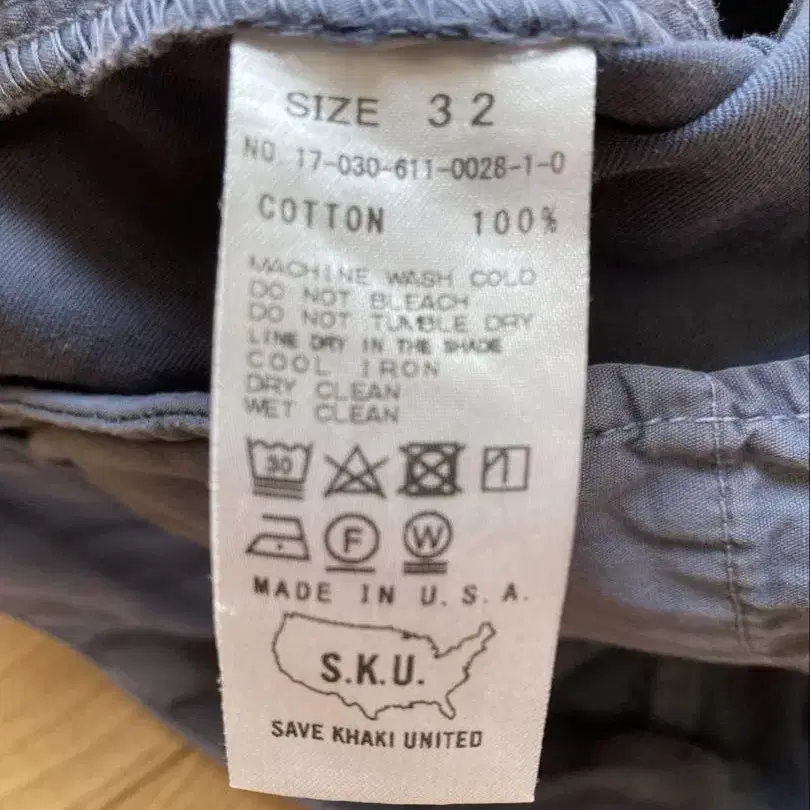 SIZE 32
NO. 17-030-611-0028-1-0
COTTON 100%
MACHINE WASH COLD
DO NOT BLEACH
DO NOT TUMBLE DRY
LINE DRY IN THE SHADE
COOL IRON
DRY CLEAN
WET CLEAN
30
F W
MADE IN U.S.A.
S.K.U.
SAVE KHAKI UNITED